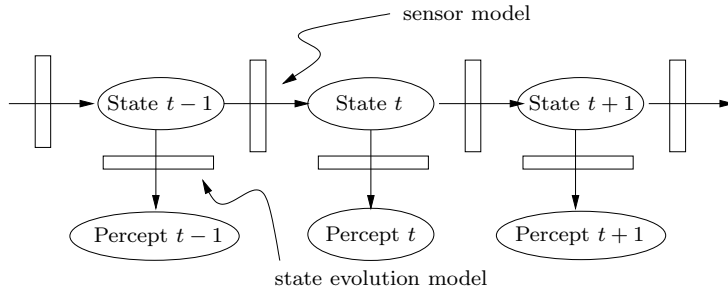 sensor model
State t − 1
State t
State t + 1
Percept t − 1
Percept t
Percept t + 1
state evolution model